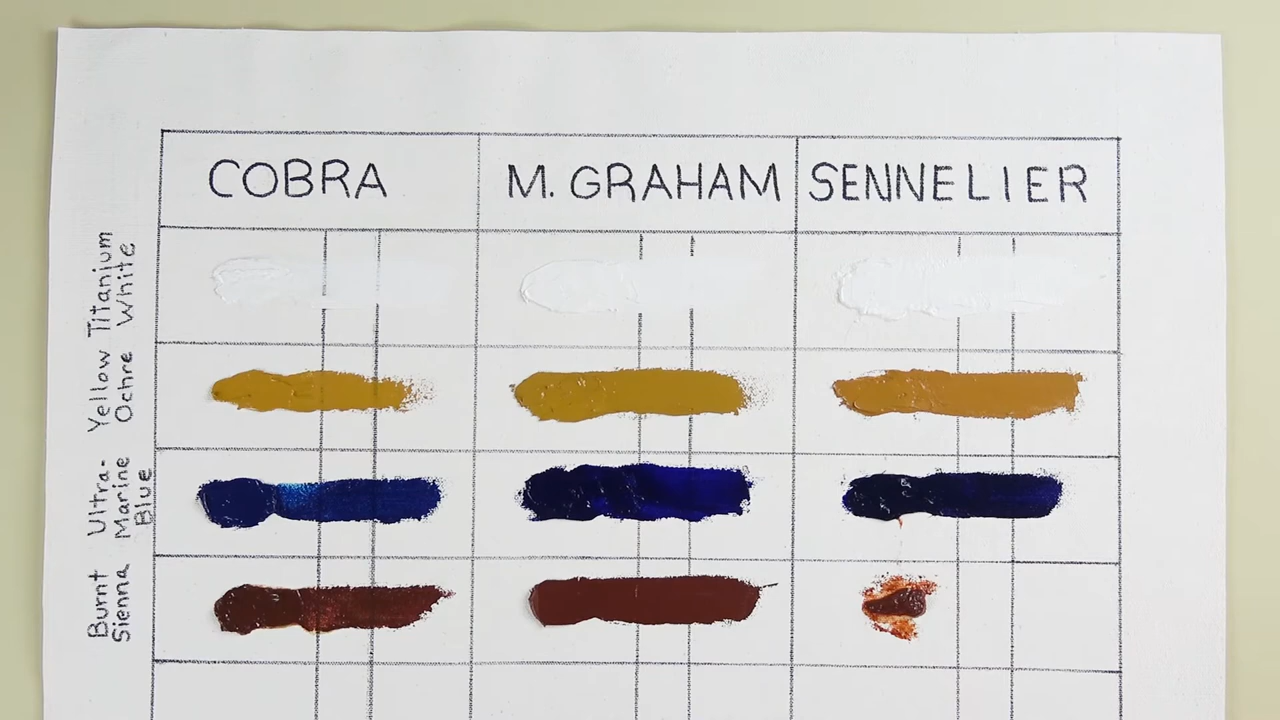 COBRA M. GRAHAM SENNELIER
Titanium
White
Yellow
Ochre
Ultra-
Marine
Blue
Burnt
Sienna